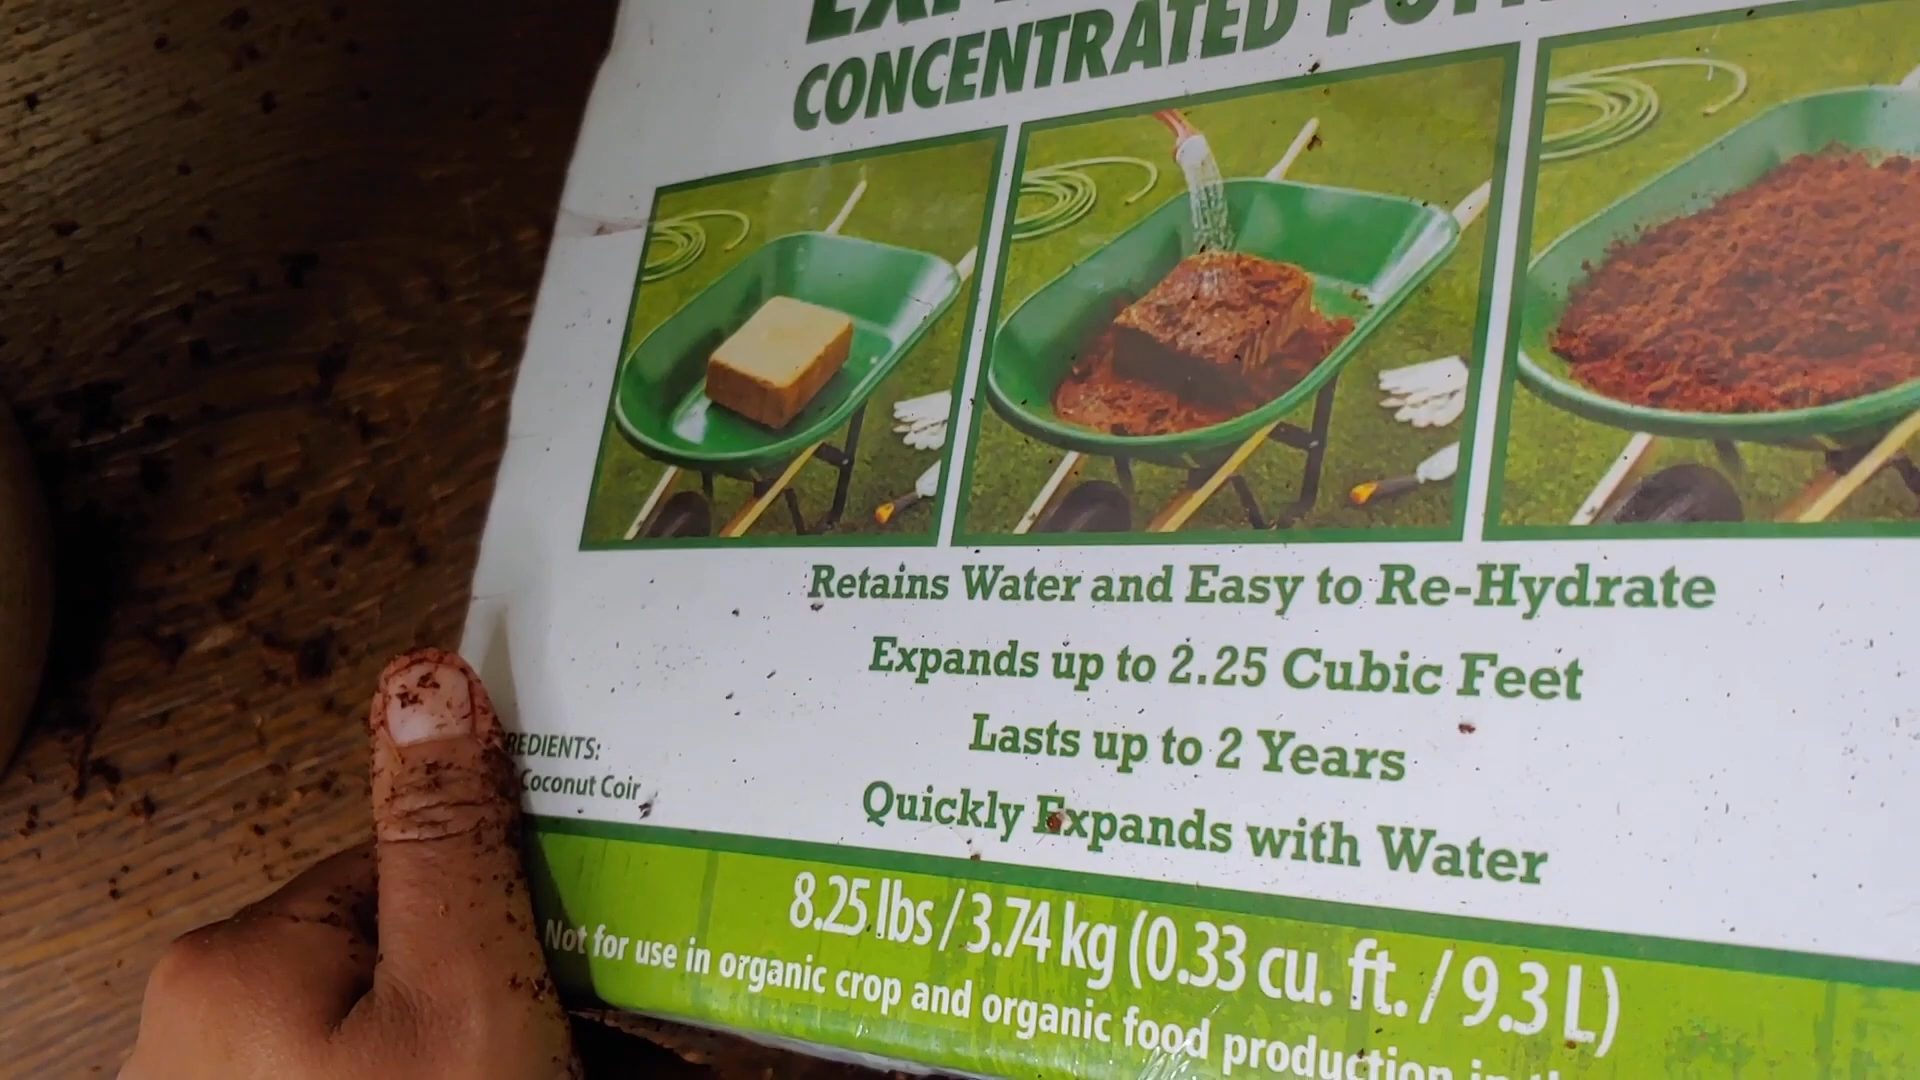 CONCENTRATED
Retains Water and Easy to Re-Hydrate
Expands up to 2.25 Cubic Feet
Lasts up to 2 Years
Quickly Expands with Water
REDIENTS:
Coconut Coir
8.25 lbs / 3.74 kg (0.33 cu. ft. / 9.3 L)
Not for use in organic crop and organic food production in